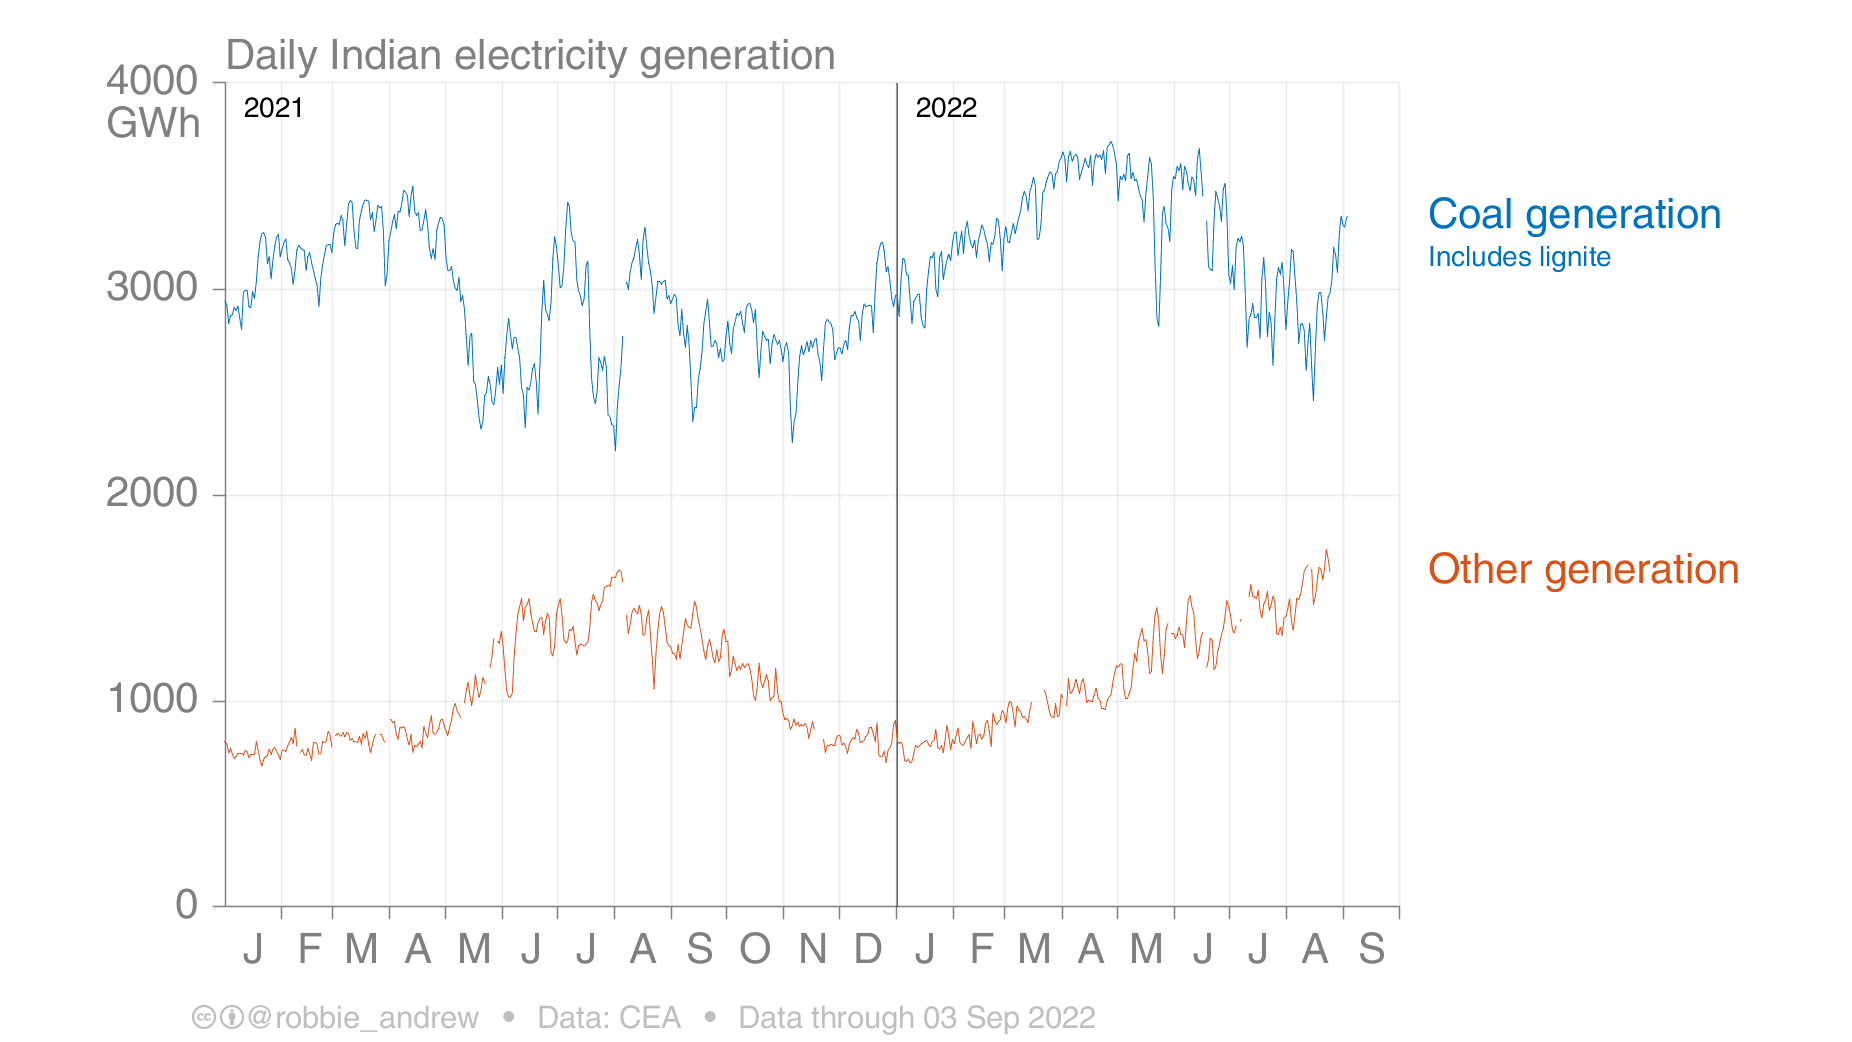 Daily Indian electricity generation
4000
GWh
2021
2022
3000
2000
1000
0
Coal generation
Includes lignite
Other generation
J F M A M J J A S O N D J F M A M J J A S
cc @robbie_andrew • Data: CEA • Data through 03 Sep 2022